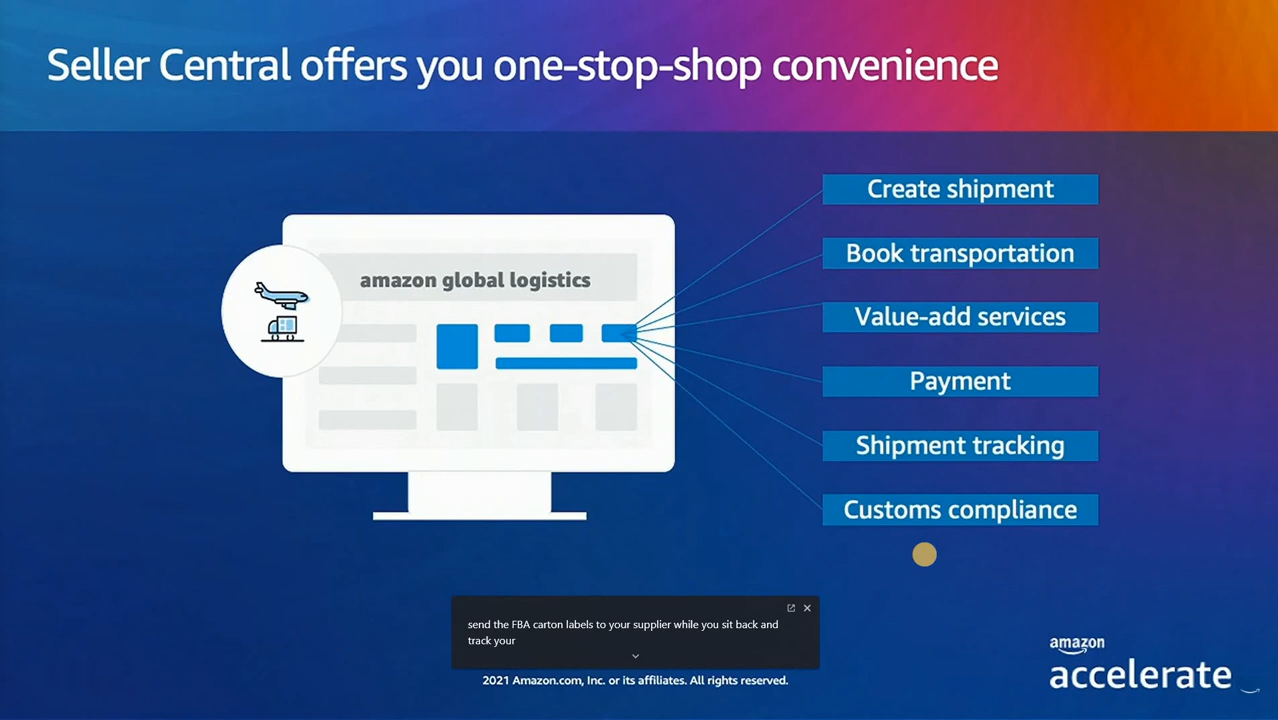 Seller Central offers you one-stop-shop convenience
amazon global logistics
Create shipment
Book transportation
Value-add services
Payment
Shipment tracking
Customs compliance
send the FBA carton labels to your supplier while you sit back and
track your
2021 Amazon.com, Inc. or its affiliates. All rights reserved.
amazon
accelerate